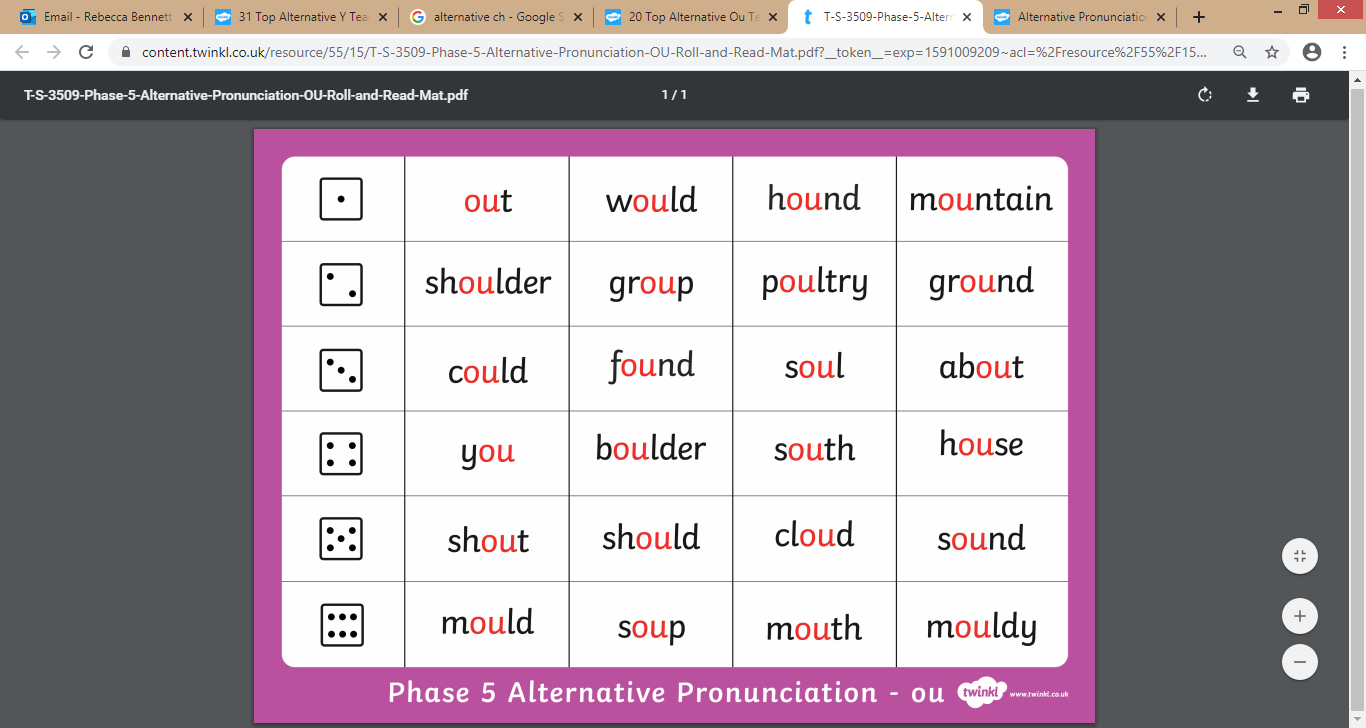 Email - Rebecca Bennett
31 Top Alternative Y Tea
alternative ch - Google S
20 Top Alternative Ou Te
T-S-3509-Phase-5-Altern
Alternative Pronunciatio
content.twinkl.co.uk/resource/55/15/T-S-3509-Phase-5-Alternative-Pronunciation-OU-Roll-and-Read-Mat.pdf?__token__=exp=1591009209~acl=%2Fresource%2F55%2F15...
T-S-3509-Phase-5-Alternative-Pronunciation-OU-Roll-and-Read-Mat.pdf
1 / 1
out would hound mountain
shoulder group poultry ground
could found soul about
you boulder south house
shout should cloud sound
mould soup mouth mouldy
Phase 5 Alternative Pronunciation - ou twinkl www.twinkl.co.uk